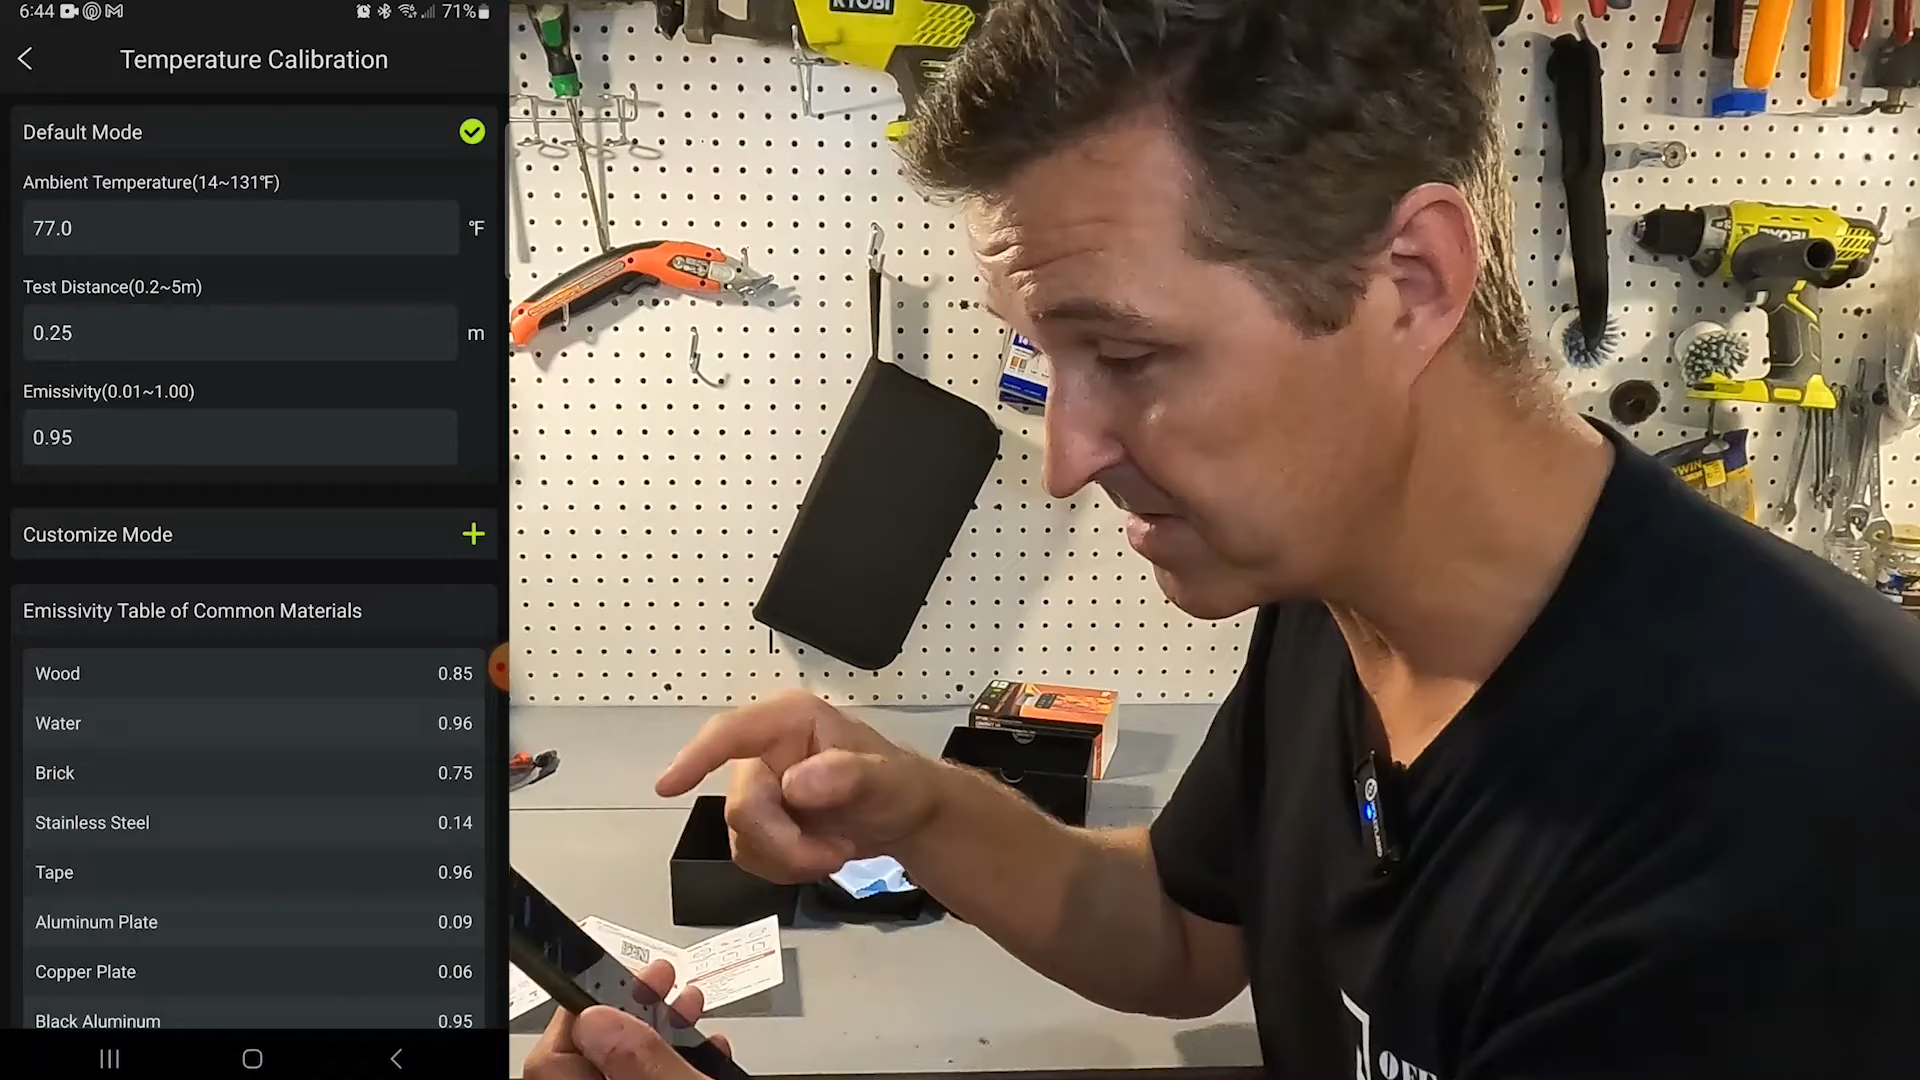 6:44
71%
Temperature Calibration
Default Mode
Ambient Temperature(14~131℉)
77.0
℉
Test Distance(0.2~5m)
0.25
m
Emissivity(0.01~1.00)
0.95
Customize Mode
Emissivity Table of Common Materials
Wood 0.85
Water 0.96
Brick 0.75
Stainless Steel 0.14
Tape 0.96
Aluminum Plate 0.09
Copper Plate 0.06
Black Aluminum 0.95
RYOBI
RYOBI